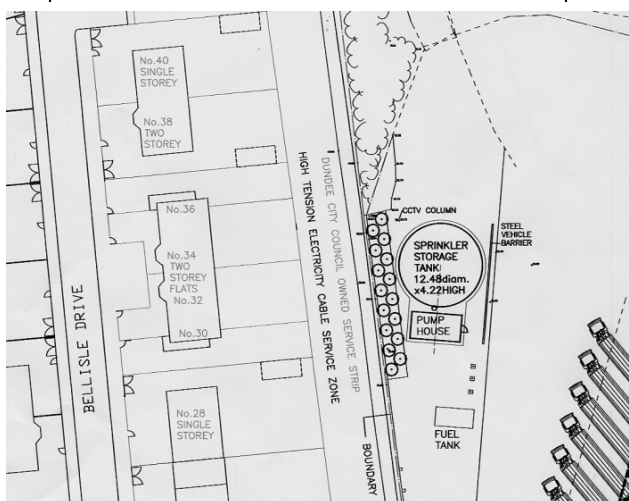 No.40
SINGLE
STOREY
No.38
TWO
STOREY
No.36
No.34
TWO
STOREY
FLATS
No.32
No.30
No.28
SINGLE
STOREY
BELLISLE DRIVE
HIGH TENSION ELECTRICITY CABLE SERVICE ZONE
DUNDEE CITY COUNCIL OWNED SERVICE STRIP
BOUNDARY
CCTV COLUMN
STEEL
VEHICLE
BARRIER
SPRINKLER
STORAGE
TANK
12.48diam.
x4.22HIGH.
PUMP
HOUSE
FUEL
TANK